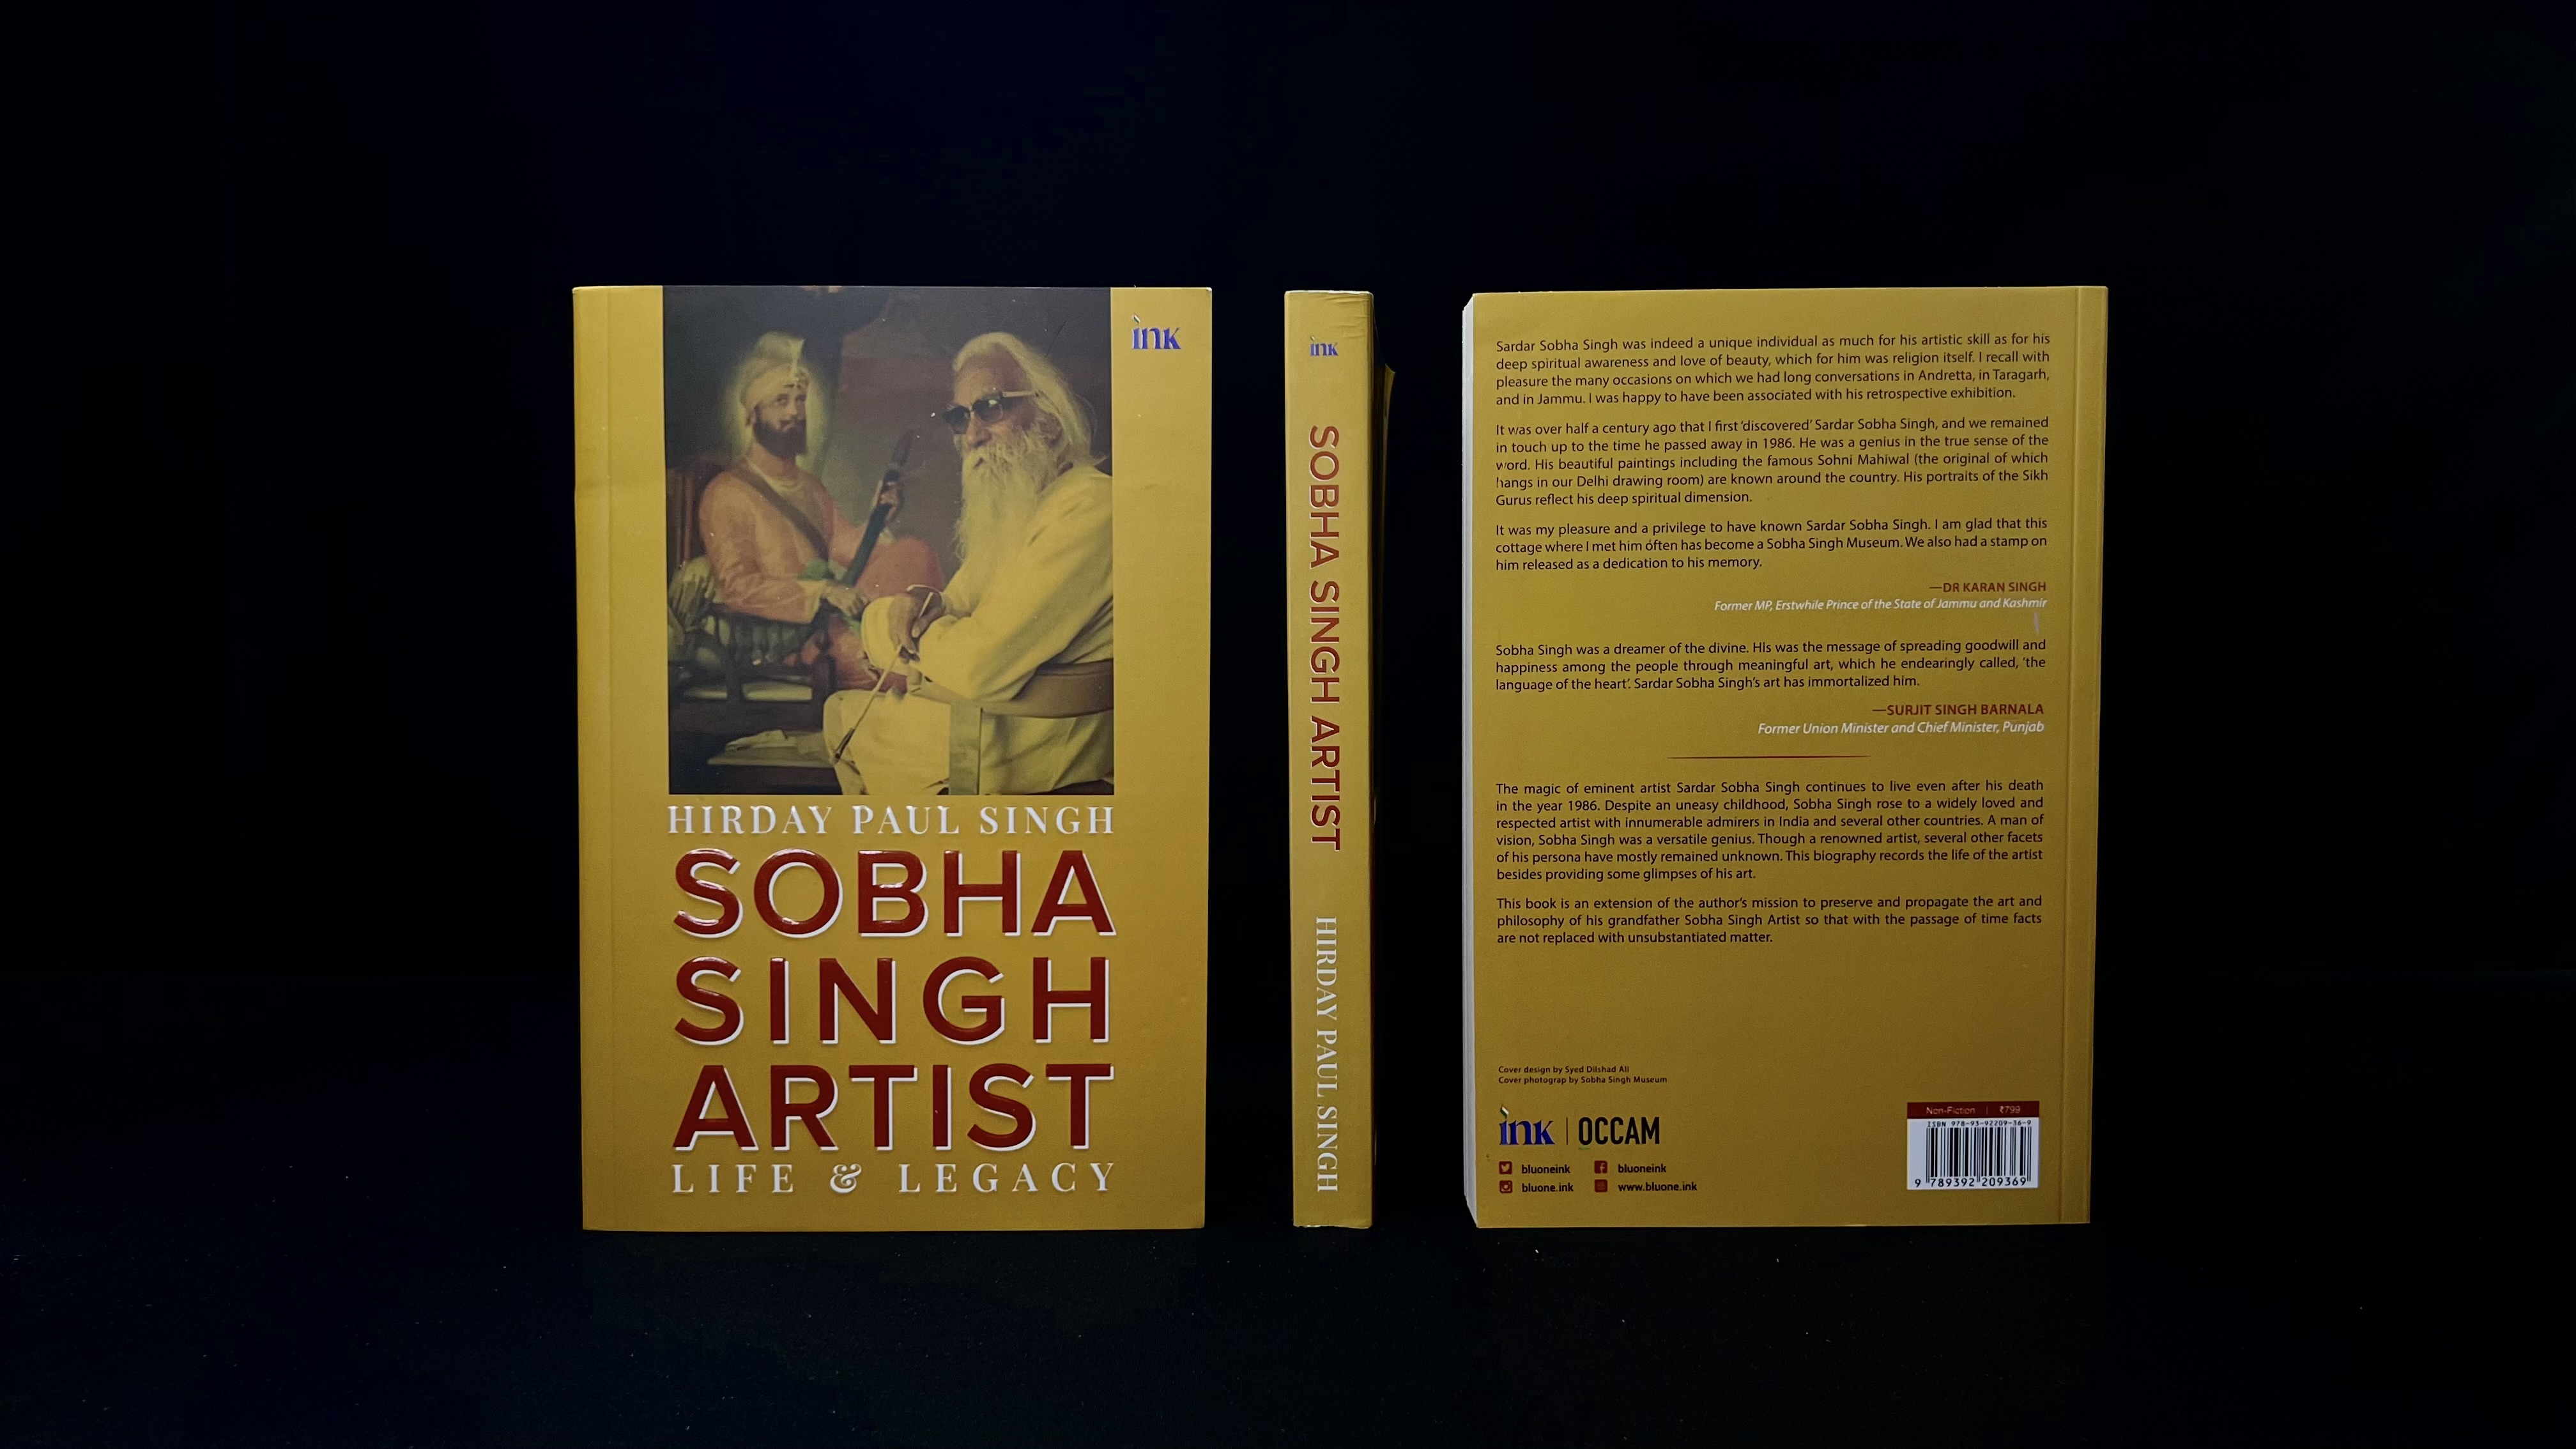 ink
HIRDAY PAUL SINGH
SOBHA
SINGH
ARTIST
LIFE & LEGACY
ink
SOBHA SINGH ARTIST
HIRDAY PAUL SINGH
Sardar Sobha Singh was indeed a unique individual as much for his artistic skill as for his
deep spiritual awareness and love of beauty, which for him was religion itself. I recall with
pleasure the many occasions on which we had long conversations in Andretta, in Taragarh,
and in Jammu. I was happy to have been associated with his retrospective exhibition.
It was over half a century ago that I first ‘discovered’ Sardar Sobha Singh, and we remained
in touch up to the time he passed away in 1986. He was a genius in the true sense of the
word. His beautiful paintings including the famous Sohni Mahiwal (the original of which
hangs in our Delhi drawing room) are known around the country. His portraits of the Sikh
Gurus reflect his deep spiritual dimension.
It was my pleasure and a privilege to have known Sardar Sobha Singh. I am glad that this
cottage where I met him often has become a Sobha Singh Museum. We also had a stamp on
him released as a dedication to his memory.
—DR KARAN SINGH
Former MP, Erstwhile Prince of the State of Jammu and Kashmir
Sobha Singh was a dreamer of the divine. His was the message of spreading goodwill and
happiness among the people through meaningful art, which he endearingly called, ‘the
language of the heart’. Sardar Sobha Singh’s art has immortalized him.
—SURJIT SINGH BARNALA
Former Union Minister and Chief Minister, Punjab
The magic of eminent artist Sardar Sobha Singh continues to live even after his death
in the year 1986. Despite an uneasy childhood, Sobha Singh rose to a widely loved and
respected artist with innumerable admirers in India and several other countries. A man of
vision, Sobha Singh was a versatile genius. Though a renowned artist, several other facets
of his persona have mostly remained unknown. This biography records the life of the artist
besides providing some glimpses of his art.
This book is an extension of the author’s mission to preserve and propagate the art and
philosophy of his grandfather Sobha Singh Artist so that with the passage of time facts
are not replaced with unsubstantiated matter.
Cover design by Syed Dilshad Ali
Cover photograp by Sobha Singh Museum
ink | OCCAM
bluoneink bluoneink
bluone.ink www.bluone.ink
Non-Fiction | ₹799
ISBN 978-93-92209-36-9
9 789392 209369